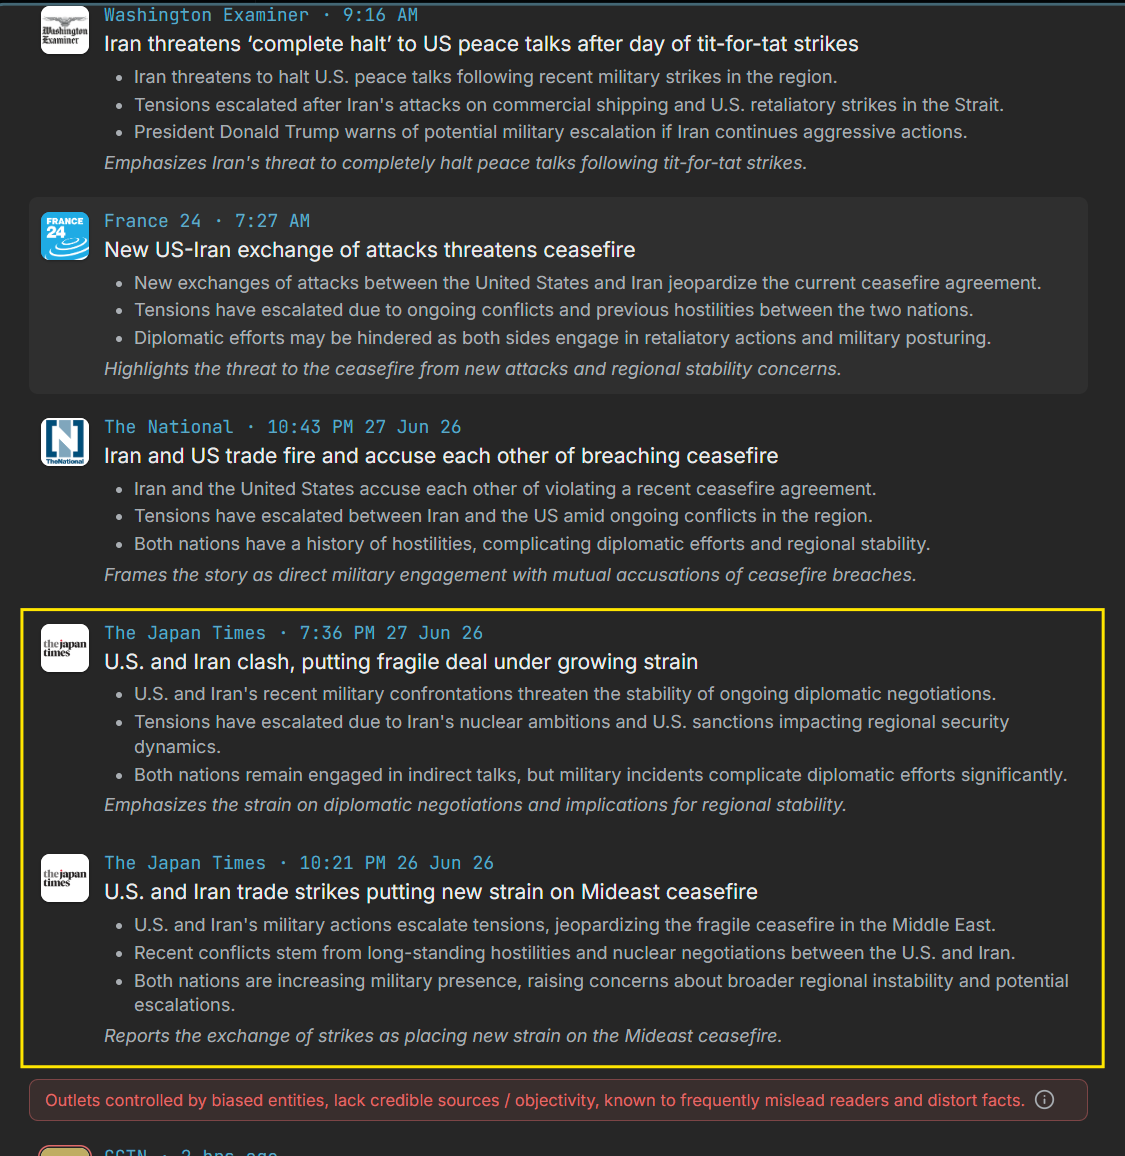 Washington Examiner · 9:16 AM
Washington
Examiner
Iran threatens ‘complete halt’ to US peace talks after day of tit-for-tat strikes
• Iran threatens to halt U.S. peace talks following recent military strikes in the region.
• Tensions escalated after Iran's attacks on commercial shipping and U.S. retaliatory strikes in the Strait.
• President Donald Trump warns of potential military escalation if Iran continues aggressive actions.
Emphasizes Iran's threat to completely halt peace talks following tit-for-tat strikes.
FRANCE
24
France 24 · 7:27 AM
New US-Iran exchange of attacks threatens ceasefire
• New exchanges of attacks between the United States and Iran jeopardize the current ceasefire agreement.
• Tensions have escalated due to ongoing conflicts and previous hostilities between the two nations.
• Diplomatic efforts may be hindered as both sides engage in retaliatory actions and military posturing.
Highlights the threat to the ceasefire from new attacks and regional stability concerns.
N
TheNational
The National · 10:43 PM 27 Jun 26
Iran and US trade fire and accuse each other of breaching ceasefire
• Iran and the United States accuse each other of violating a recent ceasefire agreement.
• Tensions have escalated between Iran and the US amid ongoing conflicts in the region.
• Both nations have a history of hostilities, complicating diplomatic efforts and regional stability.
Frames the story as direct military engagement with mutual accusations of ceasefire breaches.
the japan
times
The Japan Times · 7:36 PM 27 Jun 26
U.S. and Iran clash, putting fragile deal under growing strain
• U.S. and Iran's recent military confrontations threaten the stability of ongoing diplomatic negotiations.
• Tensions have escalated due to Iran's nuclear ambitions and U.S. sanctions impacting regional security
dynamics.
• Both nations remain engaged in indirect talks, but military incidents complicate diplomatic efforts significantly.
Emphasizes the strain on diplomatic negotiations and implications for regional stability.
the japan
times
The Japan Times · 10:21 PM 26 Jun 26
U.S. and Iran trade strikes putting new strain on Mideast ceasefire
• U.S. and Iran's military actions escalate tensions, jeopardizing the fragile ceasefire in the Middle East.
• Recent conflicts stem from long-standing hostilities and nuclear negotiations between the U.S. and Iran.
• Both nations are increasing military presence, raising concerns about broader regional instability and potential
escalations.
Reports the exchange of strikes as placing new strain on the Mideast ceasefire.
Outlets controlled by biased entities, lack credible sources / objectivity, known to frequently mislead readers and distort facts.
CGTN · 2 hrs ago